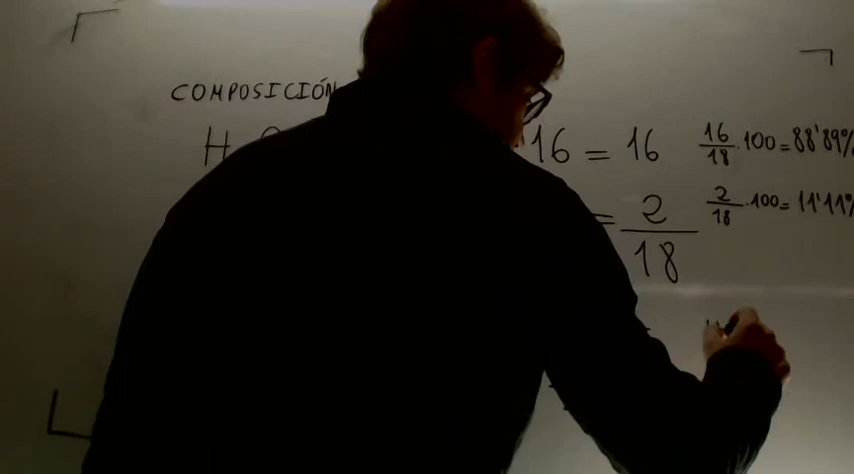 COMPOSICIÓN
H 16 = 16 16/18 · 100 = 88'89%
= 2 2/18 · 100 = 11'11%
18